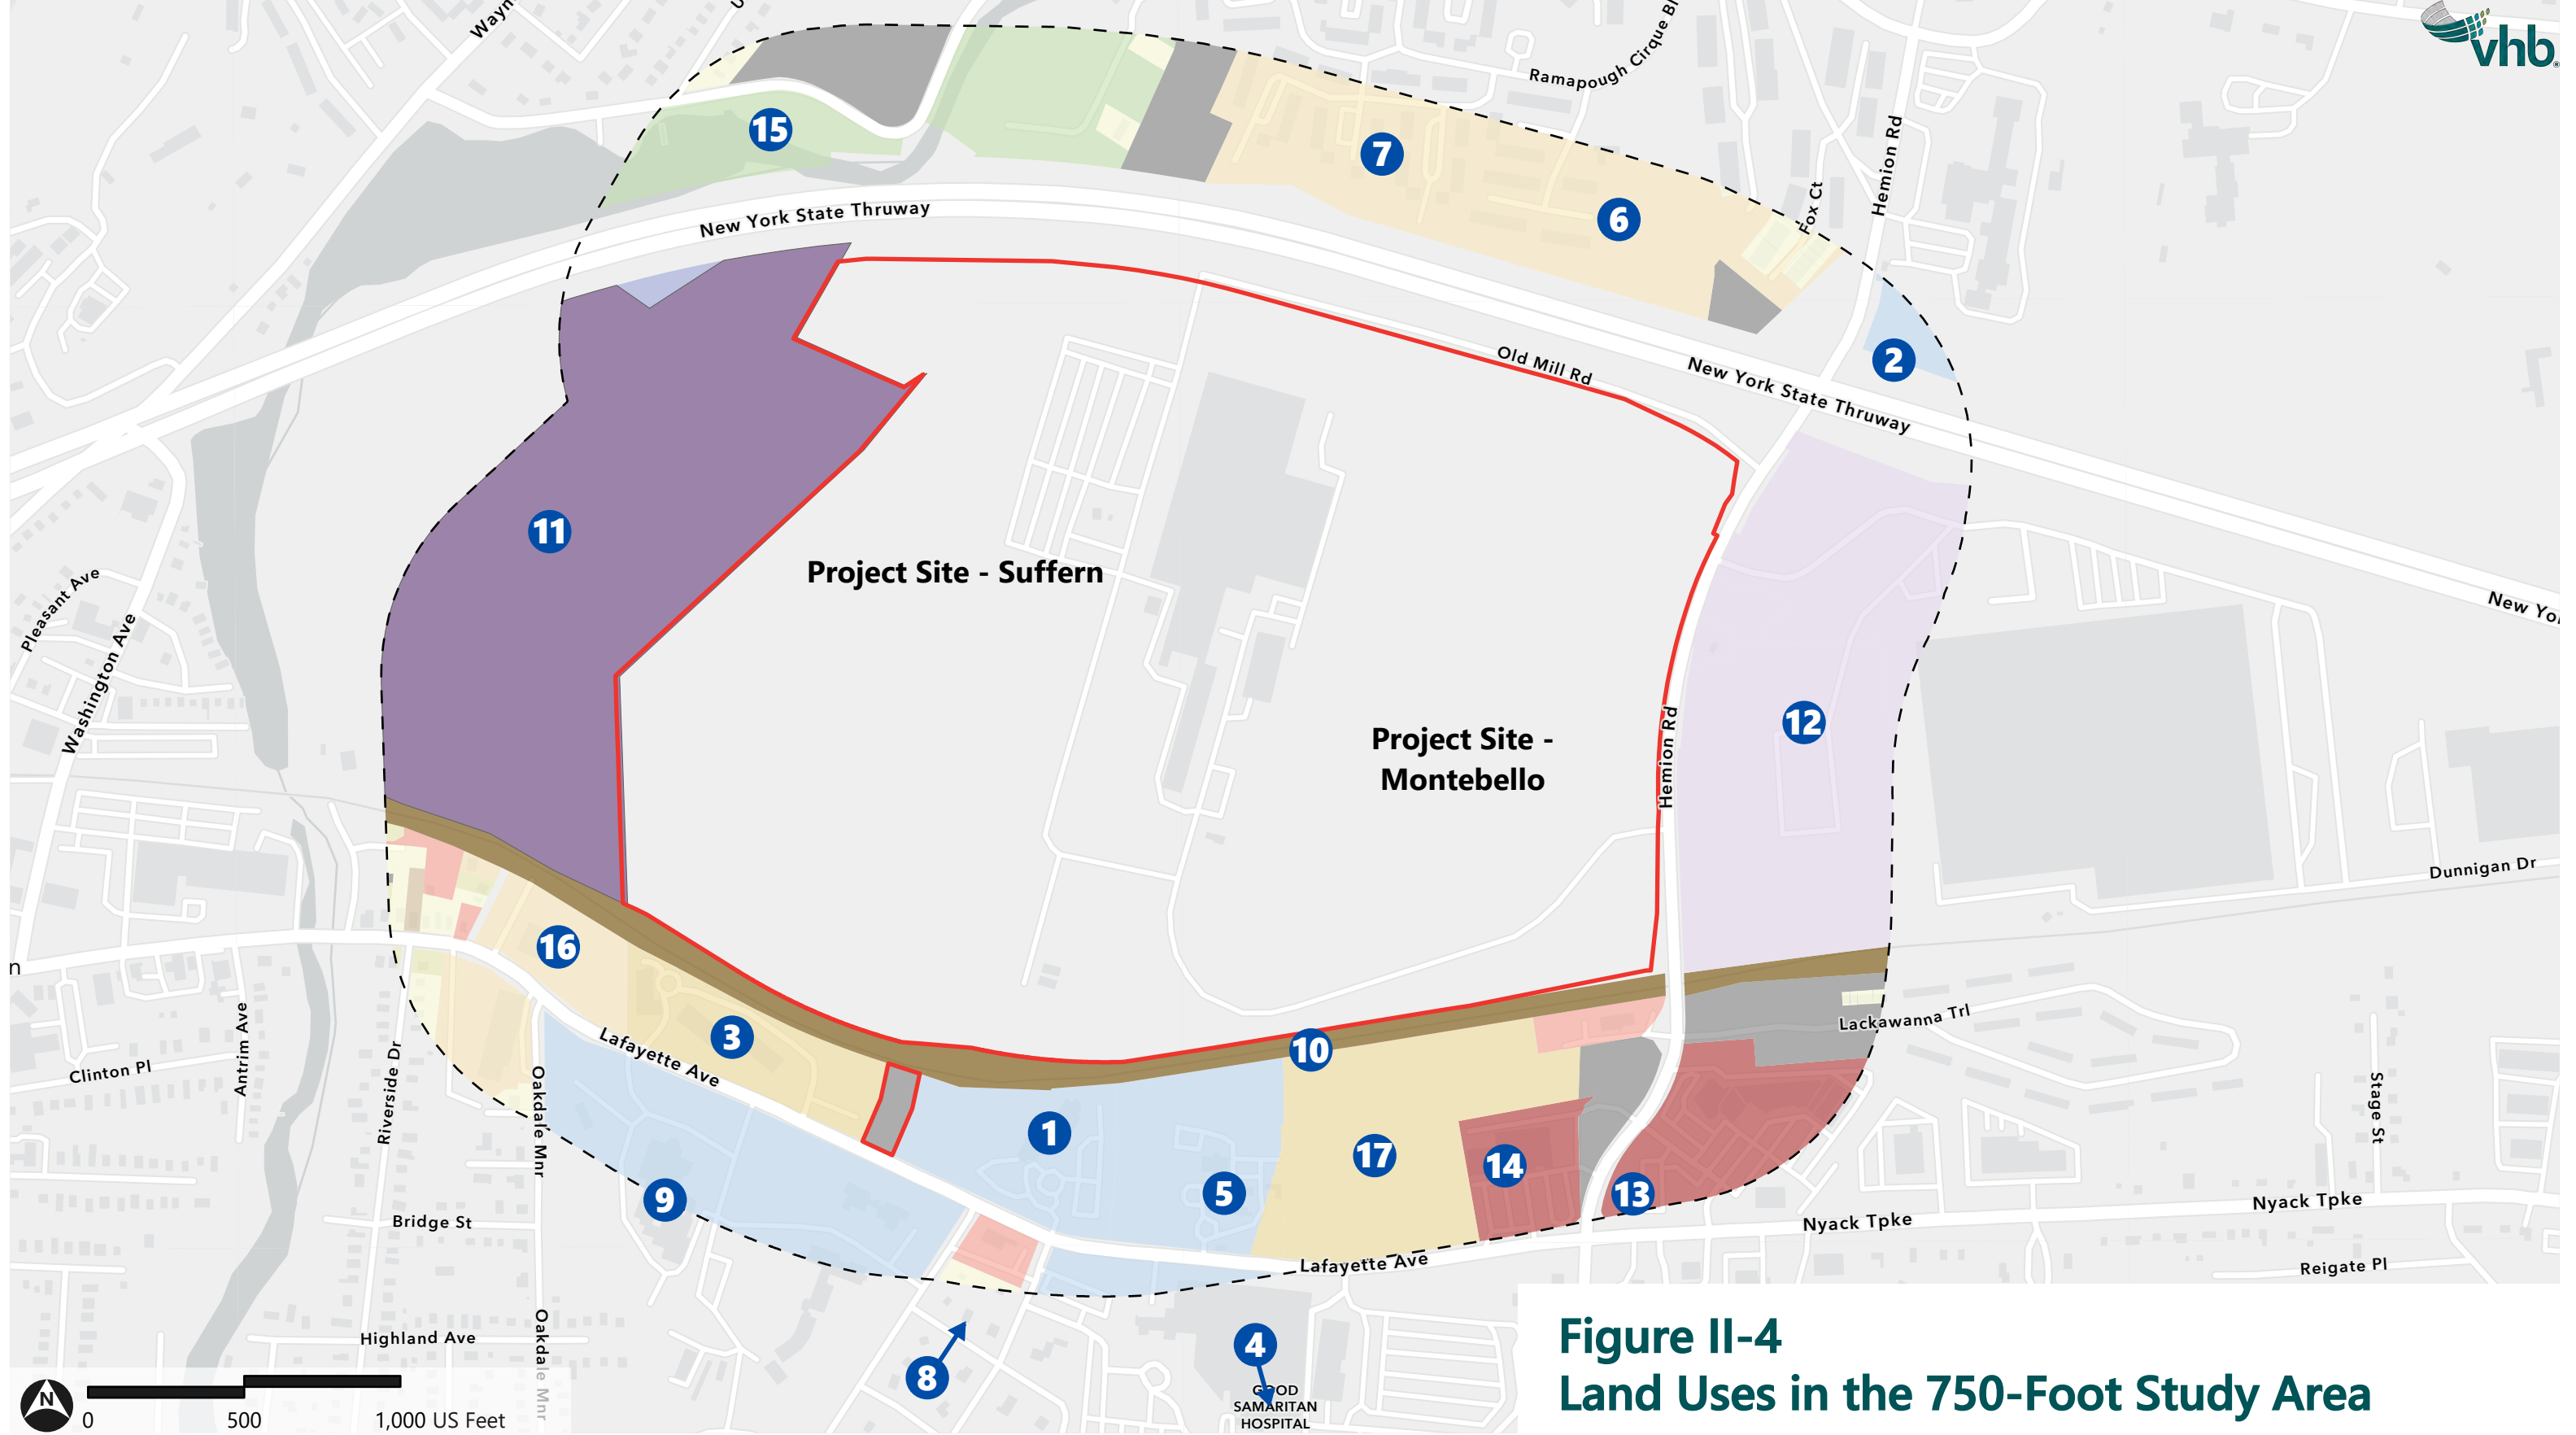 Wayn
Ramapough Cirque Bl
vhb
15
7
Hemion Rd
6
Fox Ct
New York State Thruway
2
Old Mill Rd
New York State Thruway
11
Project Site - Suffern
Pleasant Ave
New Yo
Washington Ave
12
Project Site -
Montebello
Hemion Rd
Dunnigan Dr
16
n
3
Lafayette Ave
10
Lackawanna Trl
Antrim Ave
Clinton Pl
Riverside Dr
Oakdale Mnr
1
Stage St
17
14
5
9
13
Bridge St
Nyack Tpke
Nyack Tpke
Lafayette Ave
Reigate Pl
Highland Ave
Oakdale Mnr
8
4
GOOD
SAMARITAN
HOSPITAL
N
0 500 1,000 US Feet
Figure II-4
Land Uses in the 750-Foot Study Area